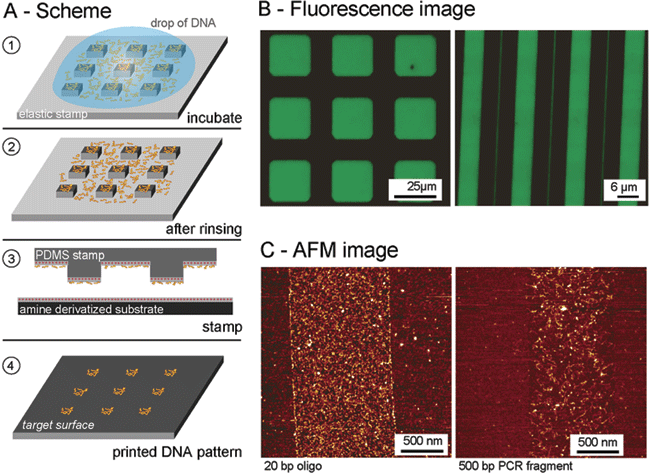 A - Scheme
1
drop of DNA
elastic stamp
incubate
2
after rinsing
3
PDMS stamp
amine derivatized substrate
stamp
4
target surface
printed DNA pattern
B - Fluorescence image
25µm
6 µm
C - AFM image
500 nm
20 bp oligo
500 nm
500 bp PCR fragment